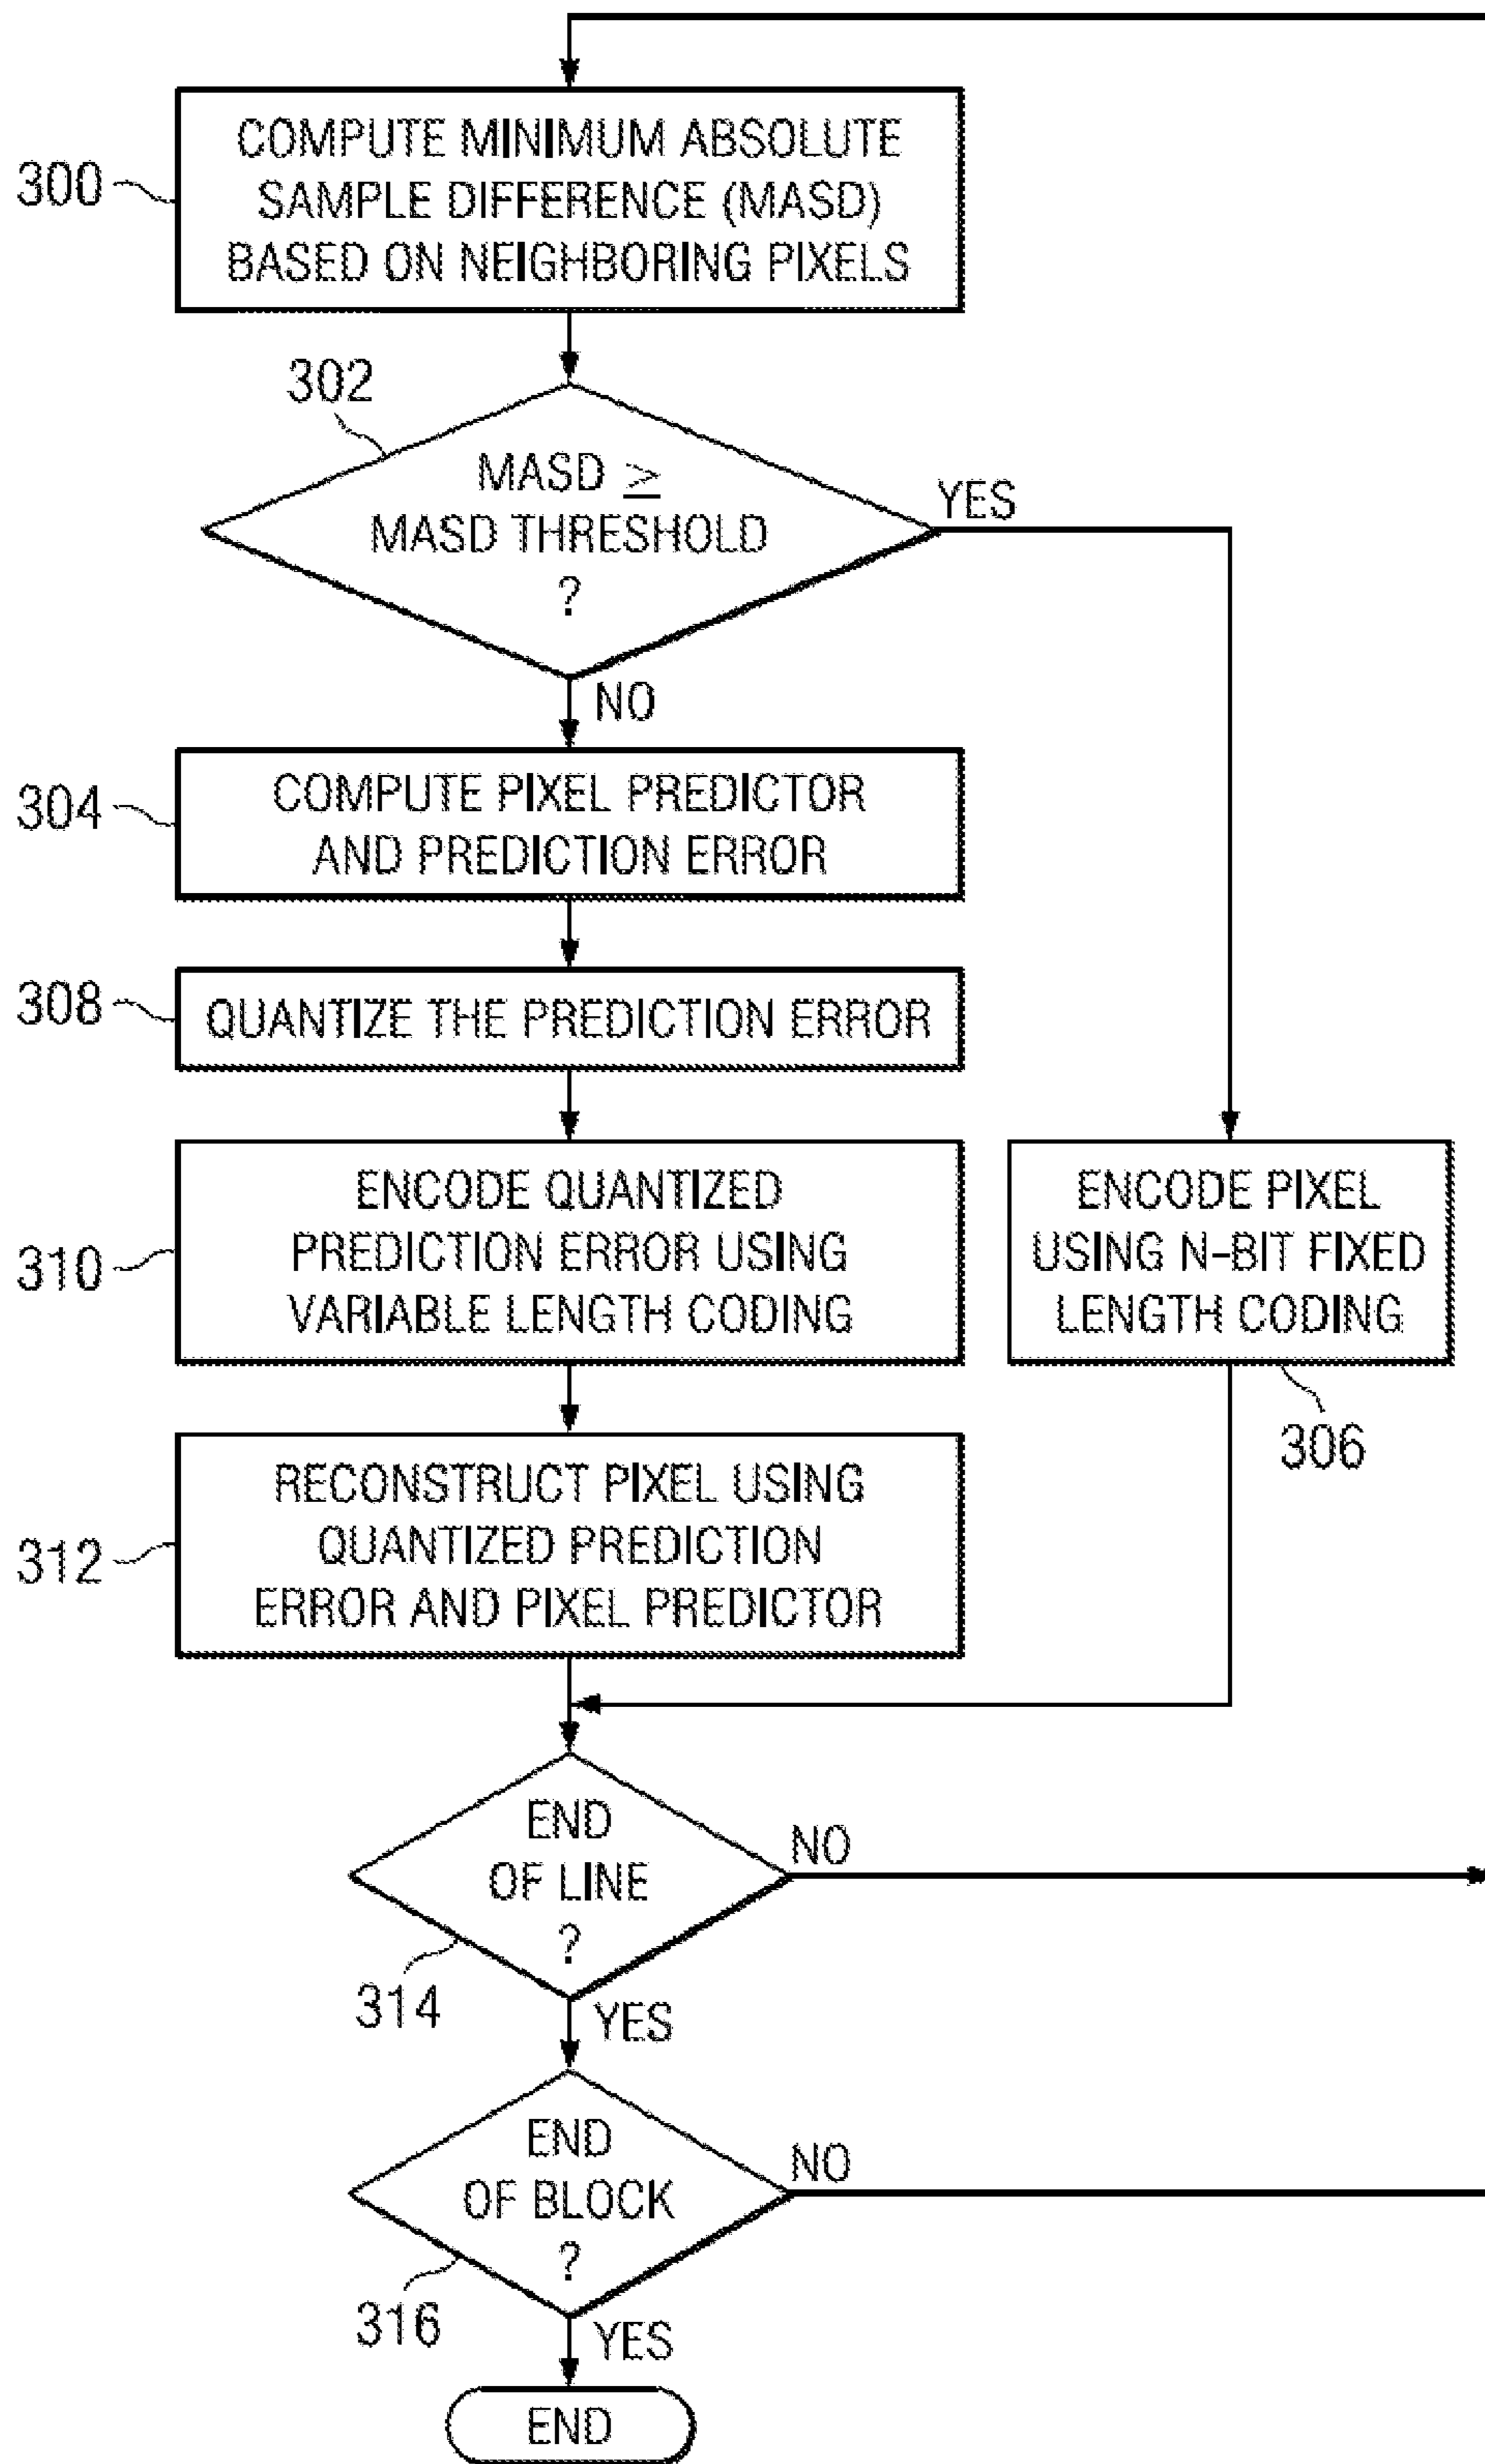 COMPUTE MINIMUM ABSOLUTE
SAMPLE DIFFERENCE (MASD)
BASED ON NEIGHBORING PIXELS
300
302
MASD ≥
MASD THRESHOLD
?
YES
NO
304
COMPUTE PIXEL PREDICTOR
AND PREDICTION ERROR
308
QUANTIZE THE PREDICTION ERROR
310
ENCODE QUANTIZED
PREDICTION ERROR USING
VARIABLE LENGTH CODING
ENCODE PIXEL
USING N-BIT FIXED
LENGTH CODING
306
312
RECONSTRUCT PIXEL USING
QUANTIZED PREDICTION
ERROR AND PIXEL PREDICTOR
END
OF LINE
?
NO
314
YES
END
OF BLOCK
?
NO
316
YES
END